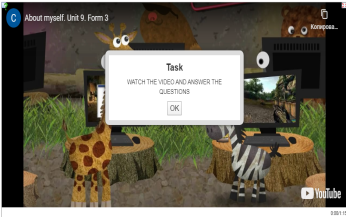 C
About myself. Unit 9. Form 3
Копирова...
Task
WATCH THE VIDEO AND ANSWER THE
QUESTIONS
OK
YouTube